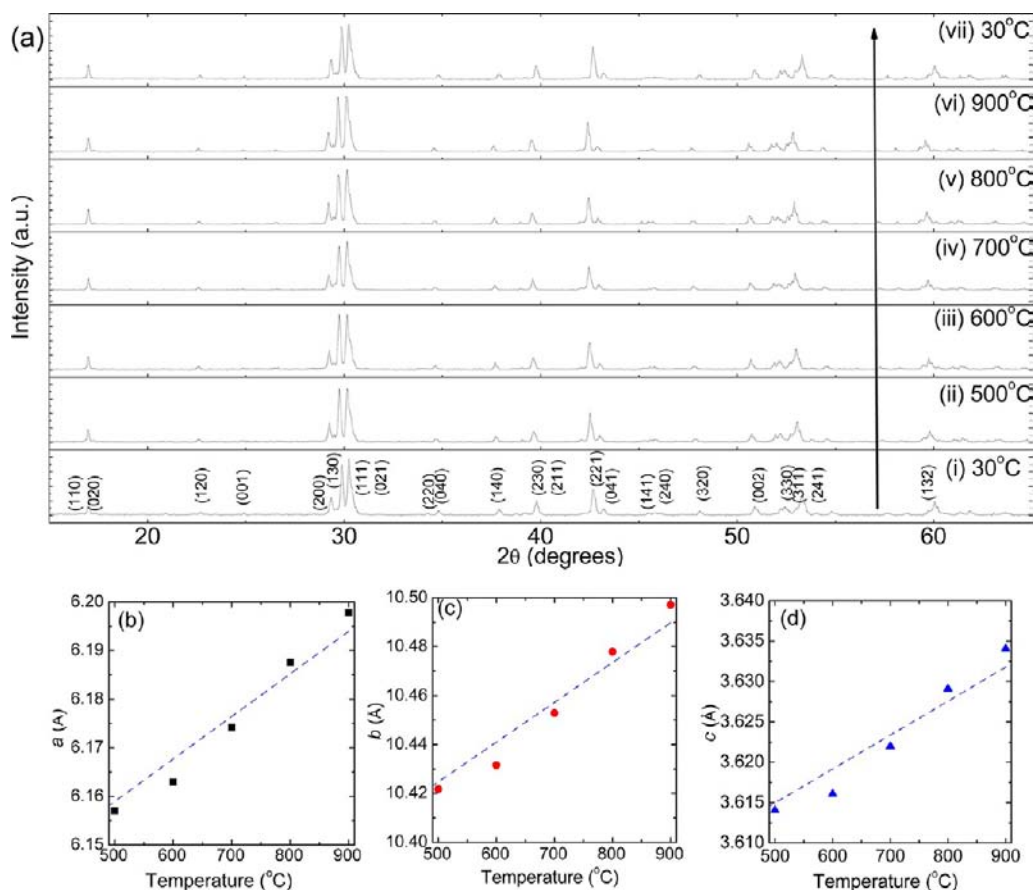 (a)
(vii) 30°C
(vi) 900°C
(v) 800°C
(iv) 700°C
(iii) 600°C
(ii) 500°C
(i) 30°C
Intensity (a.u.)
(110)
(020)
(120)
(001)
(200)
(130)
(111)
(021)
(220)
(040)
(140)
(230)
(211)
(221)
(041)
(141)
(240)
(320)
(002)
(330)
(311)
(241)
(132)
20 30 40 50 60
2θ (degrees)
(b)
6.20
6.19
6.18
6.17
6.16
6.15
a (Å)
500 600 700 800 900
Temperature (°C)
(c)
10.50
10.48
10.46
10.44
10.42
10.40
b (Å)
500 600 700 800 900
Temperature (°C)
(d)
3.640
3.635
3.630
3.625
3.620
3.615
3.610
c (Å)
500 600 700 800 900
Temperature (°C)